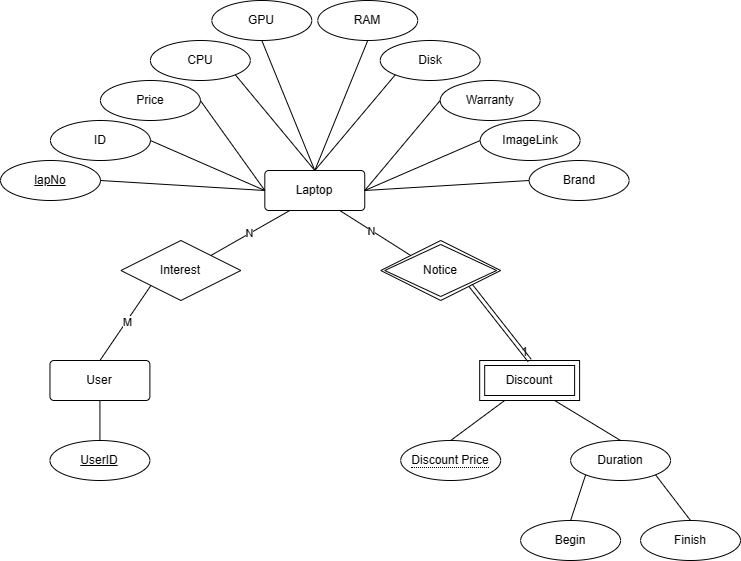 GPU
RAM
CPU
Disk
Price
Warranty
ID
ImageLink
lapNo
Laptop
Brand
N
N
Interest
Notice
M
1
User
Discount
UserID
Discount Price
Duration
Begin
Finish